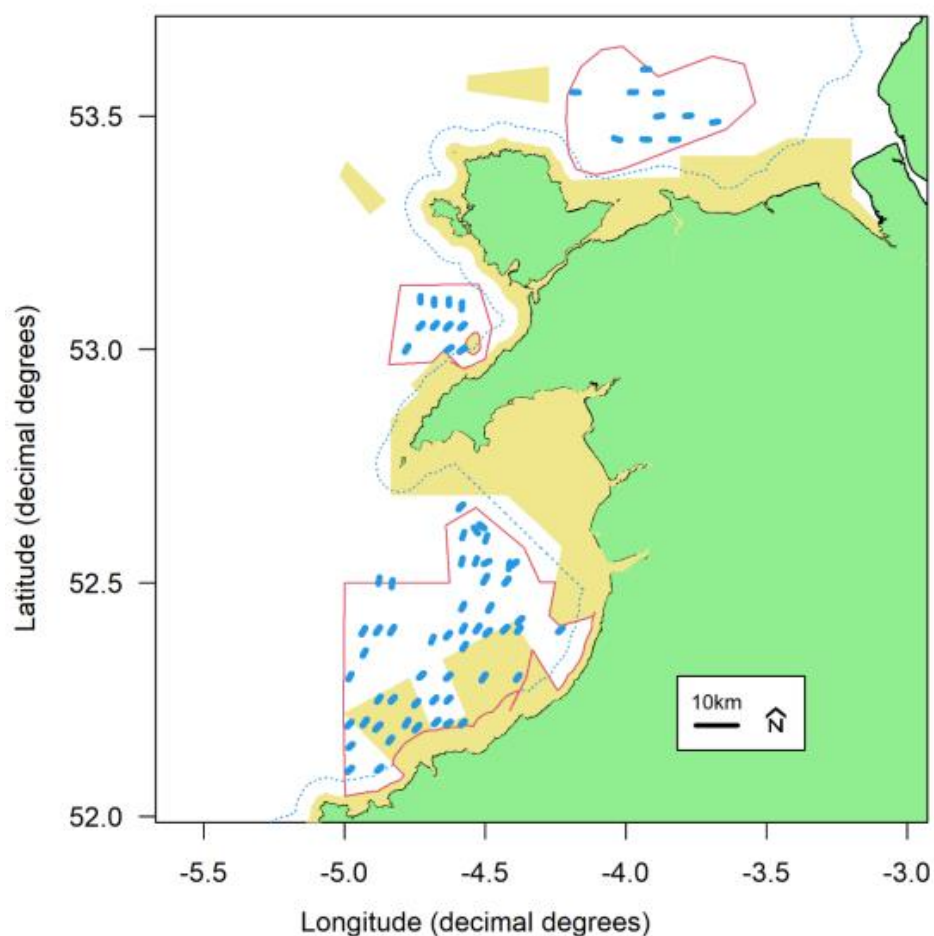 53.5
53.0
52.5
52.0
Latitude (decimal degrees)
10km
N
-5.5 -5.0 -4.5 -4.0 -3.5 -3.0
Longitude (decimal degrees)